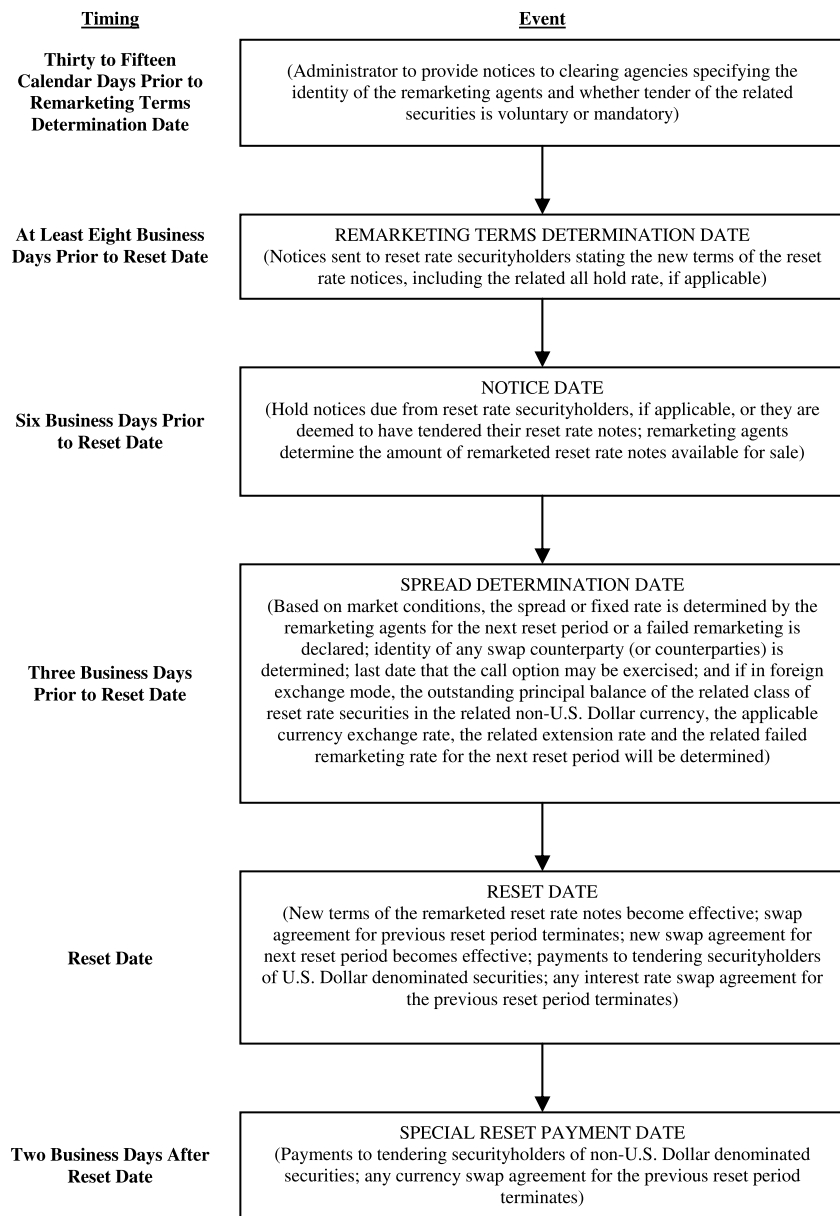 Timing
Event
Thirty to Fifteen
Calendar Days Prior to
Remarketing Terms
Determination Date
(Administrator to provide notices to clearing agencies specifying the
identity of the remarketing agents and whether tender of the related
securities is voluntary or mandatory)
At Least Eight Business
Days Prior to Reset Date
REMARKETING TERMS DETERMINATION DATE
(Notices sent to reset rate securityholders stating the new terms of the reset
rate notices, including the related all hold rate, if applicable)
Six Business Days Prior
to Reset Date
NOTICE DATE
(Hold notices due from reset rate securityholders, if applicable, or they are
deemed to have tendered their reset rate notes; remarketing agents
determine the amount of remarketed reset rate notes available for sale)
Three Business Days
Prior to Reset Date
SPREAD DETERMINATION DATE
(Based on market conditions, the spread or fixed rate is determined by the
remarketing agents for the next reset period or a failed remarketing is
declared; identity of any swap counterparty (or counterparties) is
determined; last date that the call option may be exercised; and if in foreign
exchange mode, the outstanding principal balance of the related class of
reset rate securities in the related non-U.S. Dollar currency, the applicable
currency exchange rate, the related extension rate and the related failed
remarketing rate for the next reset period will be determined)
Reset Date
RESET DATE
(New terms of the remarketed reset rate notes become effective; swap
agreement for previous reset period terminates; new swap agreement for
next reset period becomes effective; payments to tendering securityholders
of U.S. Dollar denominated securities; any interest rate swap agreement for
the previous reset period terminates)
Two Business Days After
Reset Date
SPECIAL RESET PAYMENT DATE
(Payments to tendering securityholders of non-U.S. Dollar denominated
securities; any currency swap agreement for the previous reset period
terminates)